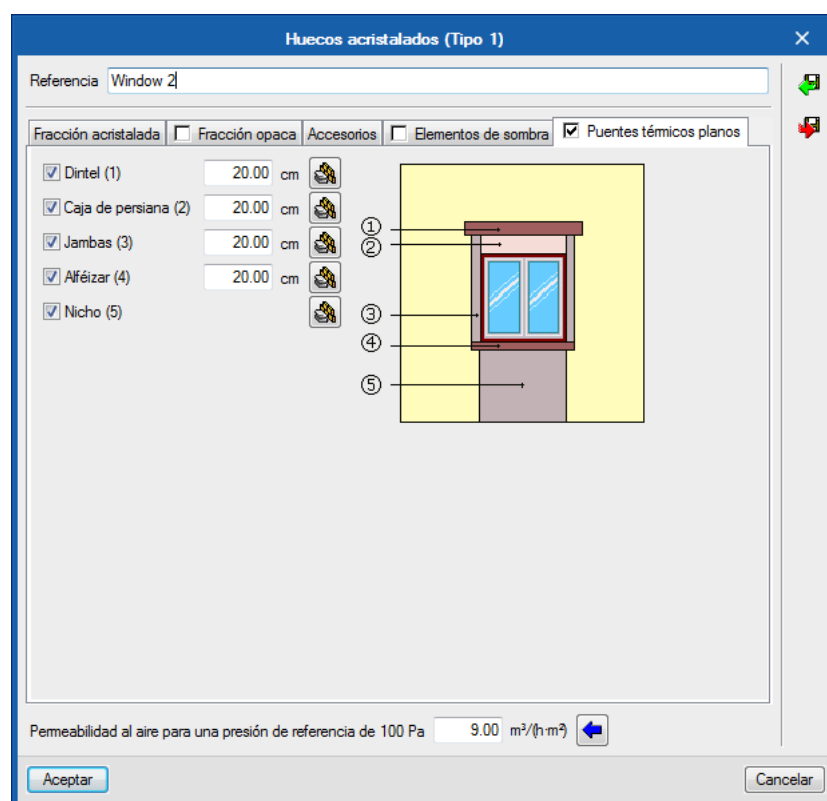 Huecos acristalados (Tipo 1)
Referencia Window 2
Fracción acristalada Fracción opaca Accesorios Elementos de sombra Puentes térmicos planos
Dintel (1) 20.00 cm
Caja de persiana (2) 20.00 cm
Jambas (3) 20.00 cm
Alféizar (4) 20.00 cm
Nicho (5)
1
2
3
4
5
Permeabilidad al aire para una presión de referencia de 100 Pa 9.00 m³/(h·m²)
Aceptar Cancelar